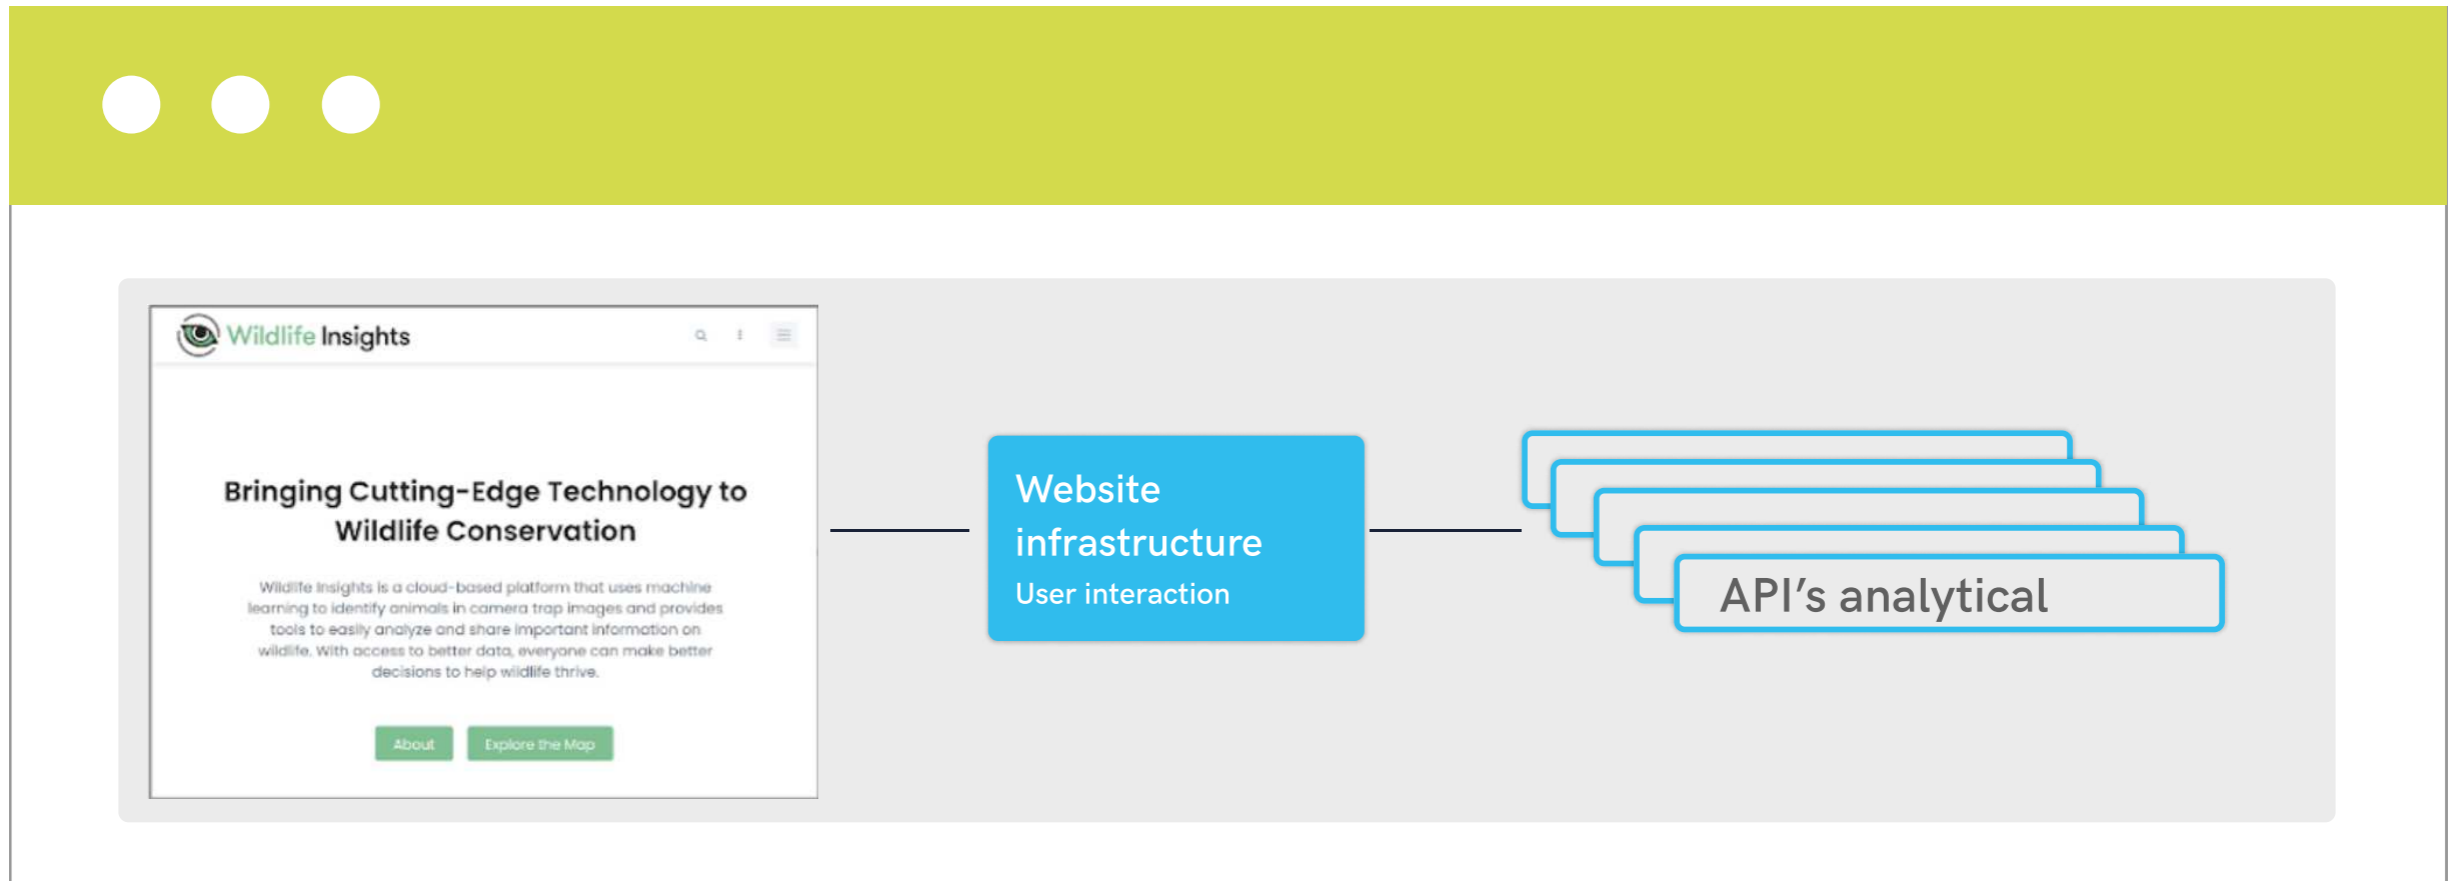 Wildlife Insights
Bringing Cutting-Edge Technology to
Wildlife Conservation
Wildlife Insights is a cloud-based platform that uses machine
learning to identify animals in camera trap images and provides
tools to easily analyze and share important information on
wildlife. With access to better data, everyone can make better
decisions to help wildlife thrive.
About
Explore the Map
Website
infrastructure
User interaction
API's analytical